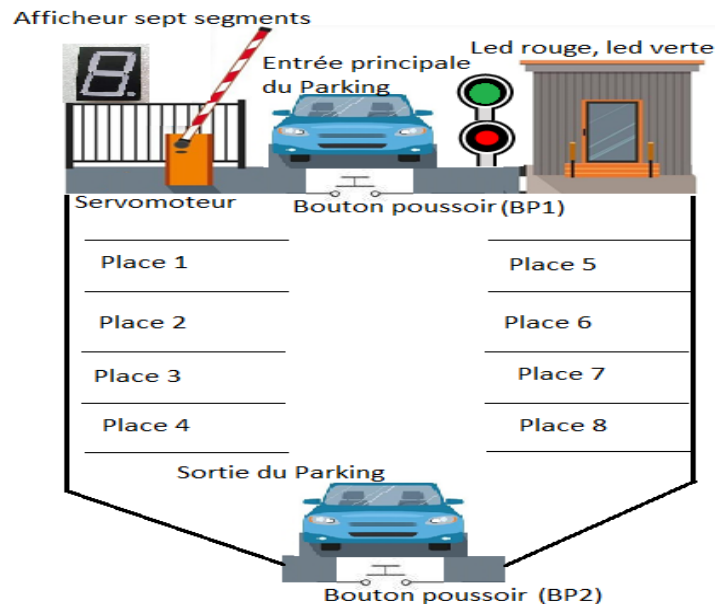 Afficheur sept segments
Entrée principale
du Parking
Led rouge, led verte
Servomoteur
Bouton poussoir (BP1)
Place 1
Place 5
Place 2
Place 6
Place 3
Place 7
Place 4
Place 8
Sortie du Parking
Bouton poussoir (BP2)